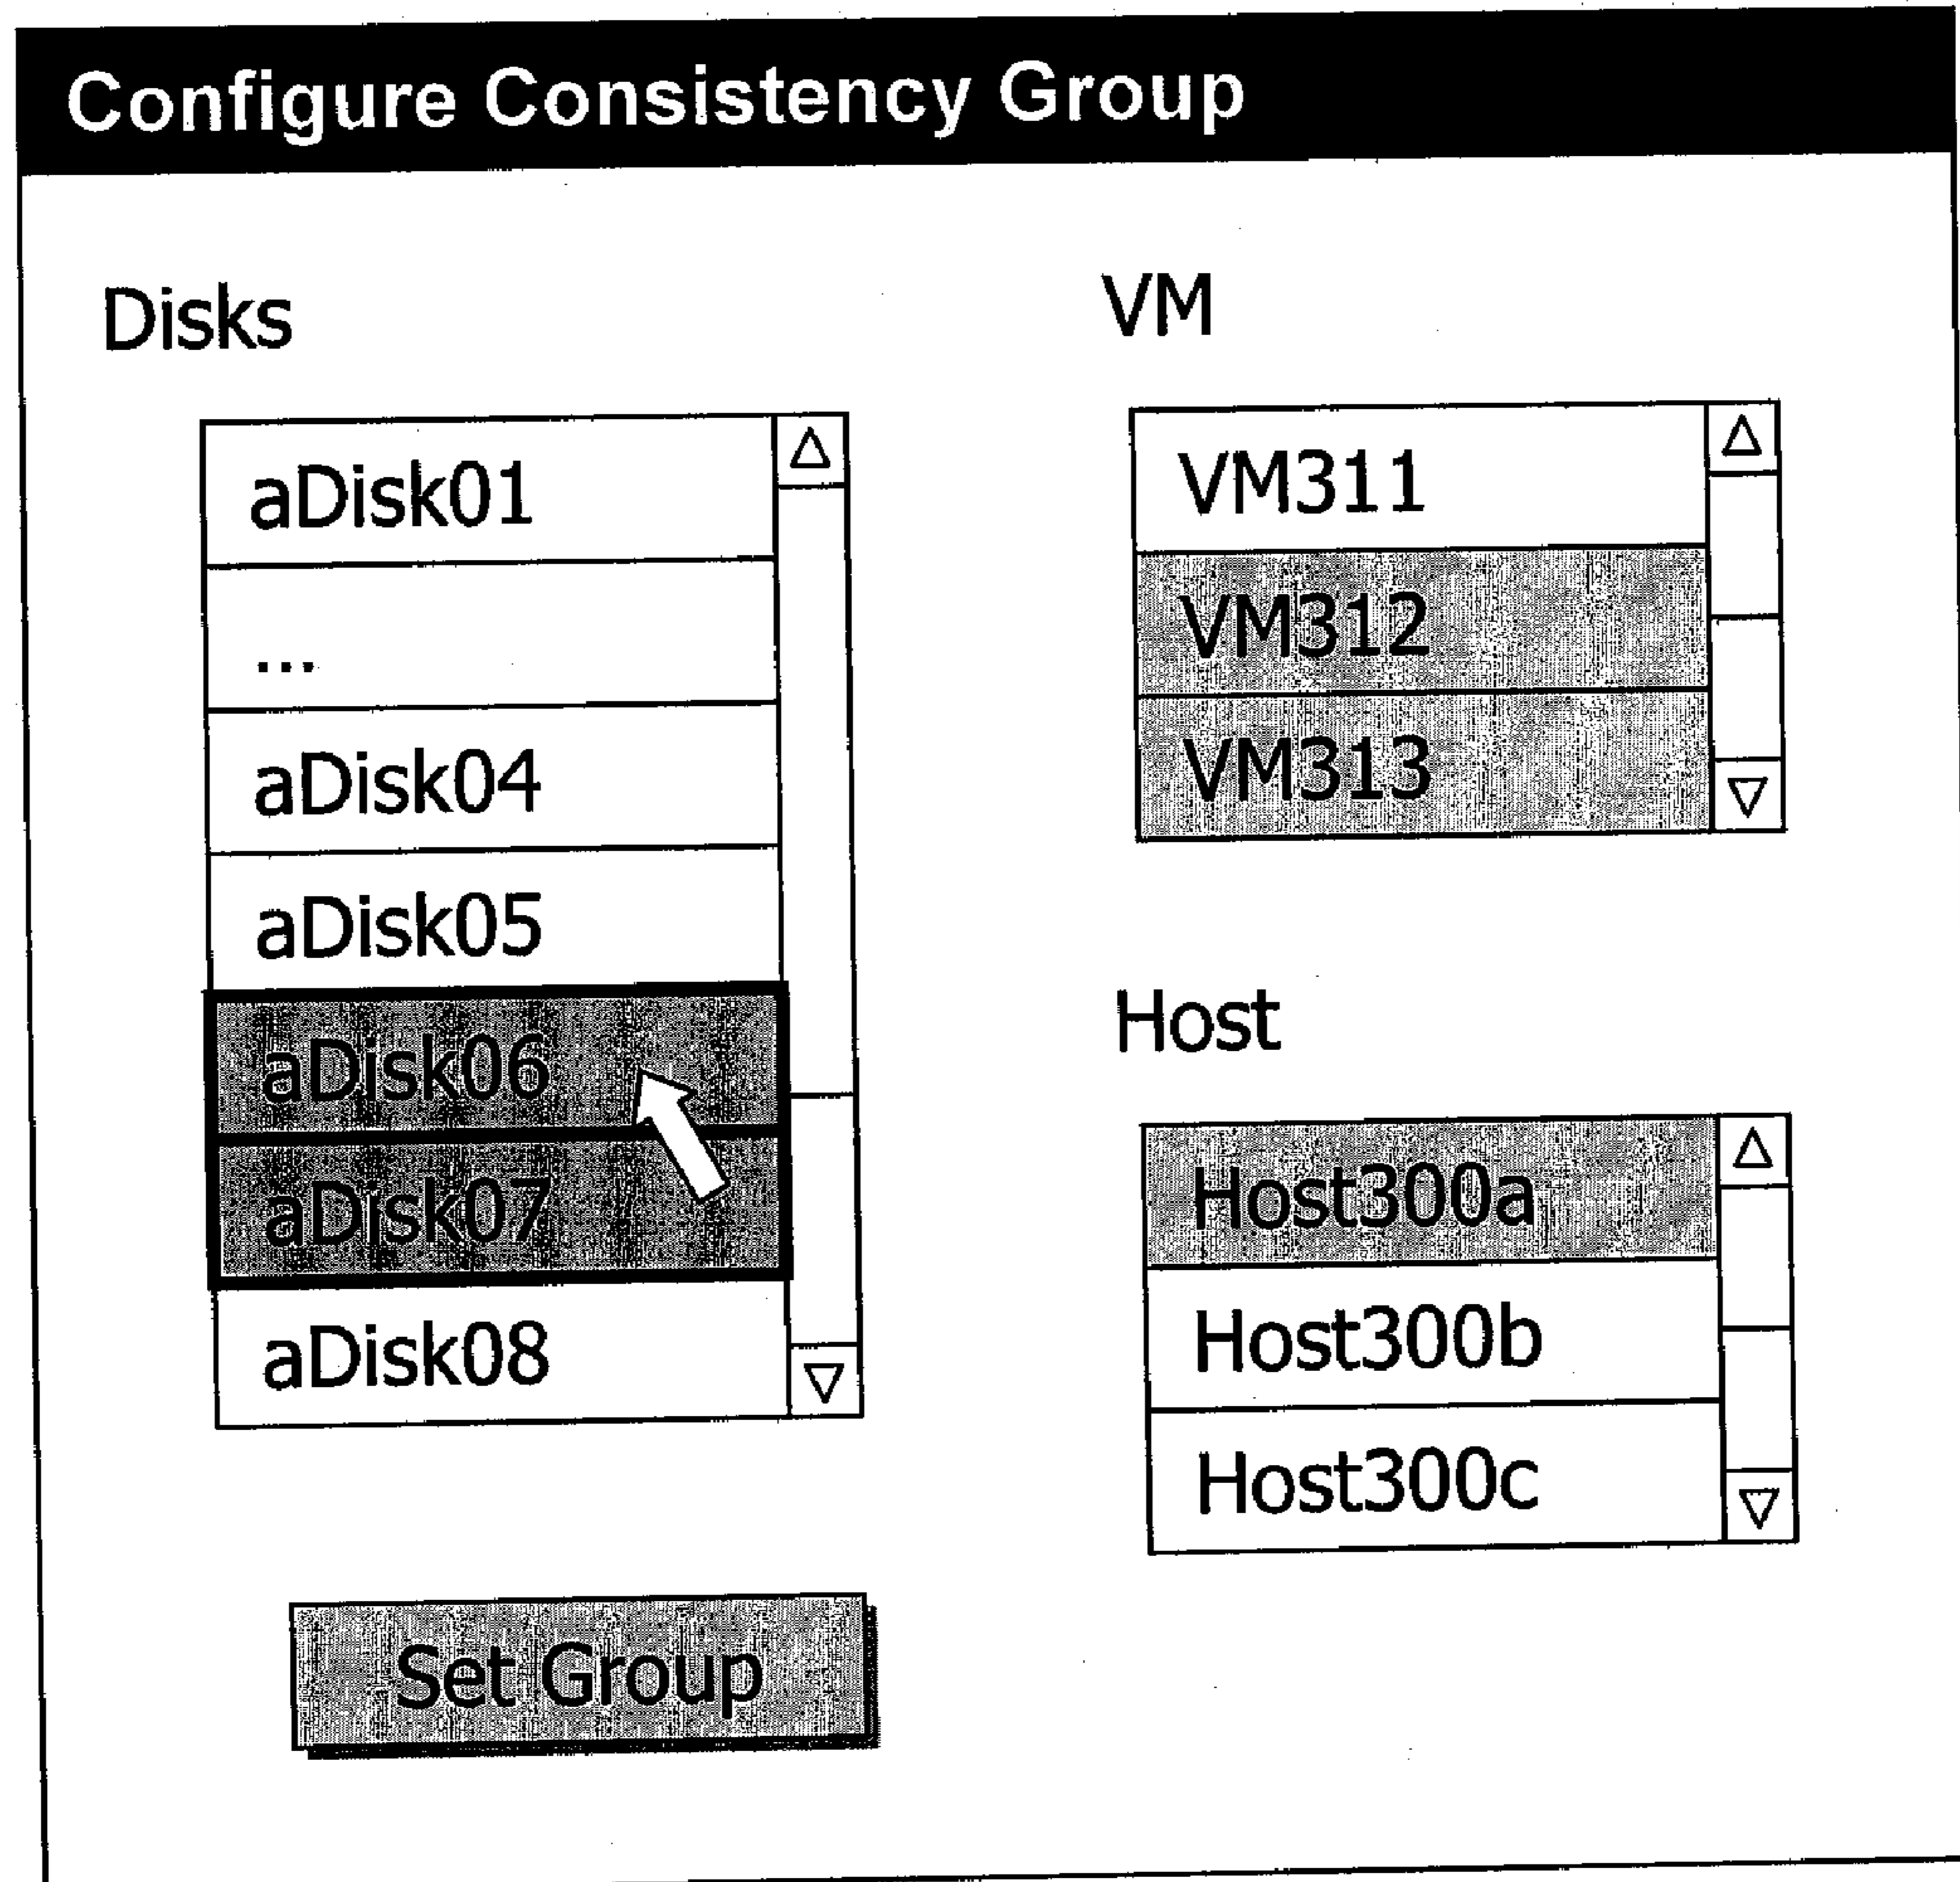 Configure Consistency Group
Disks
aDisk01
...
aDisk04
aDisk05
aDisk06
aDisk07
aDisk08
Set Group
VM
VM311
VM312
VM313
Host
Host300a
Host300b
Host300c